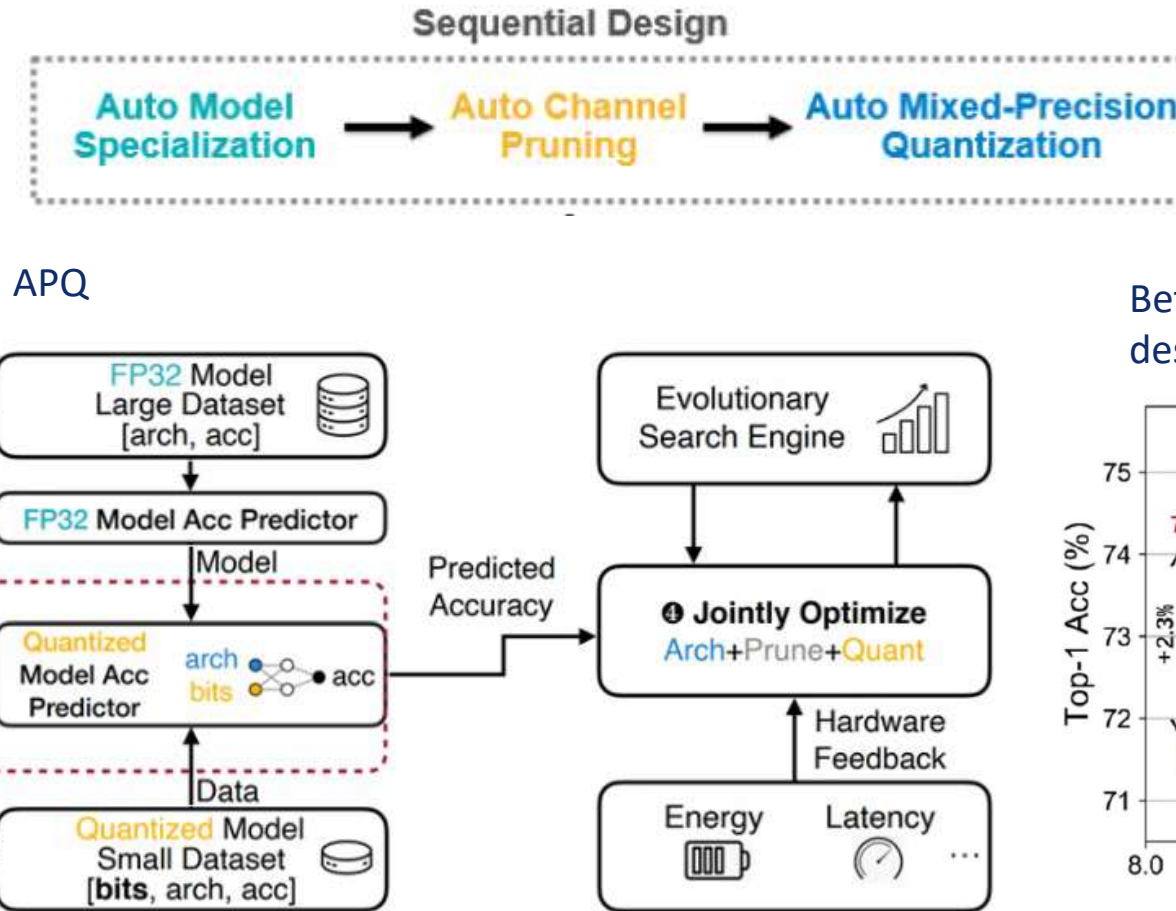 Sequential Design
Auto Model
Specialization
Auto Channel
Pruning
Auto Mixed-Precision
Quantization
APQ
FP32 Model
Large Dataset
[arch, acc]
FP32 Model Acc Predictor
Model
Quantized
Model Acc
Predictor
arch
bits
acc
Data
Quantized Model
Small Dataset
[bits, arch, acc]
Predicted
Accuracy
Evolutionary
Search Engine
❹ Jointly Optimize
Arch+Prune+Quant
Hardware
Feedback
Energy
Latency
...
Top-1 Acc (%)
75
74
73
72
71
+2.3%
8.0